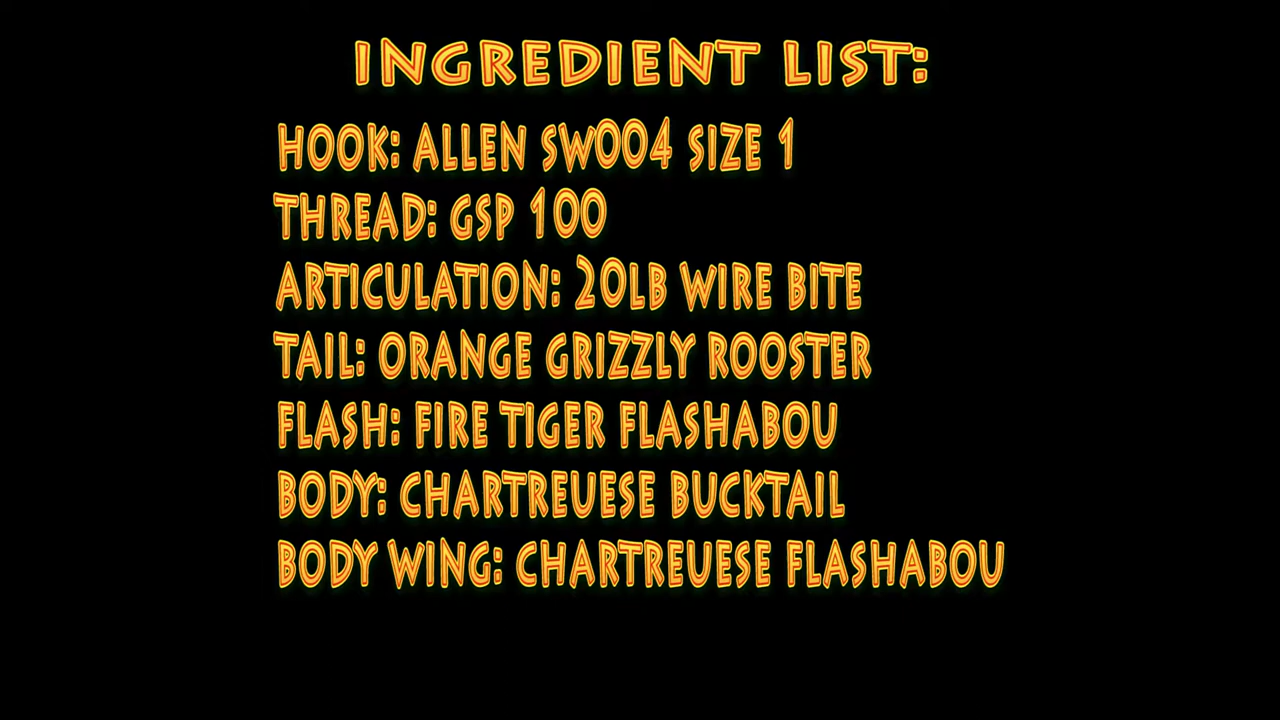 INGREDIENT LIST:
HOOK: ALLEN SW004 SIZE 1
THREAD: GSP 100
ARTICULATION: 20LB WIRE BITE
TAIL: ORANGE GRIZZLY ROOSTER
FLASH: FIRE TIGER FLASHABOU
BODY: CHARTREUESE BUCKTAIL
BODY WING: CHARTREUESE FLASHABOU